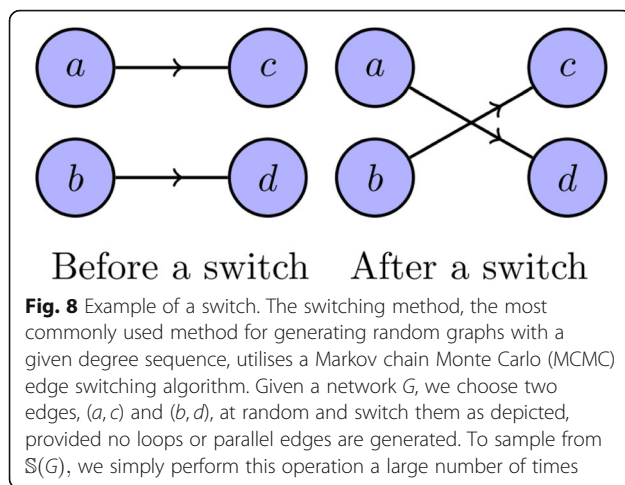 a c a c
b d b d
Before a switch After a switch
Fig. 8 Example of a switch. The switching method, the most
commonly used method for generating random graphs with a
given degree sequence, utilises a Markov chain Monte Carlo (MCMC)
edge switching algorithm. Given a network G, we choose two
edges, (a, c) and (b, d), at random and switch them as depicted,
provided no loops or parallel edges are generated. To sample from
𝕊(G), we simply perform this operation a large number of times